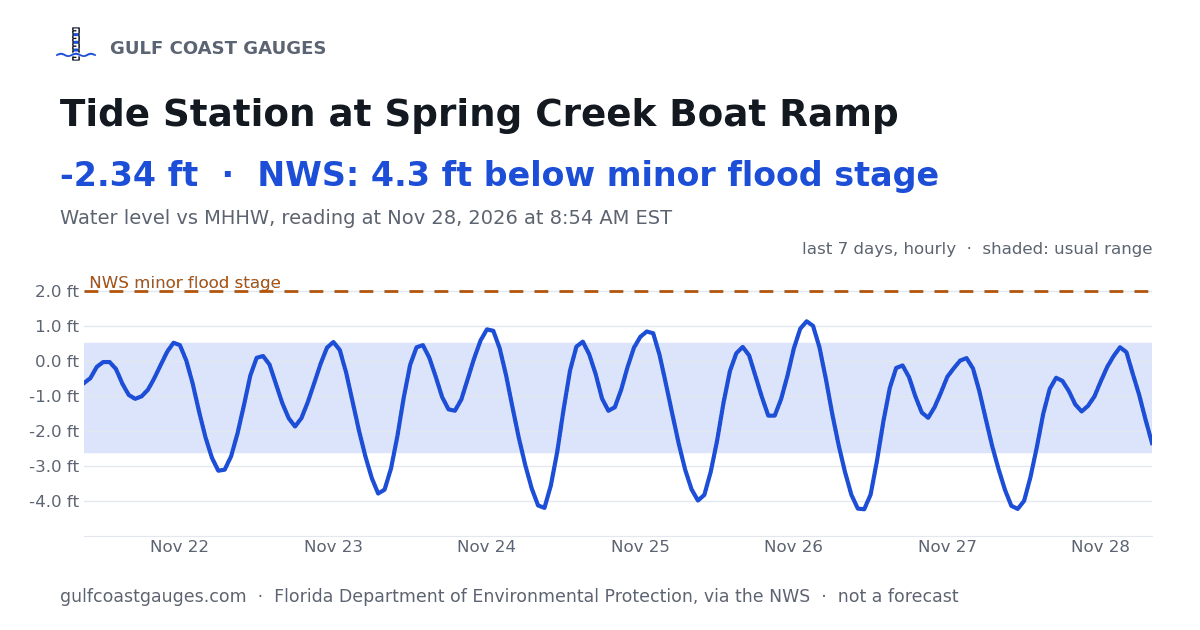 GULF COAST GAUGES
Tide Station at Spring Creek Boat Ramp
-2.34 ft · NWS: 4.3 ft below minor flood stage
Water level vs MHHW, reading at Nov 28, 2026 at 8:54 AM EST
last 7 days, hourly · shaded: usual range
NWS minor flood stage
2.0 ft
1.0 ft
0.0 ft
-1.0 ft
-2.0 ft
-3.0 ft
-4.0 ft
Nov 22 Nov 23 Nov 24 Nov 25 Nov 26 Nov 27 Nov 28
gulfcoastgauges.com · Florida Department of Environmental Protection, via the NWS · not a forecast